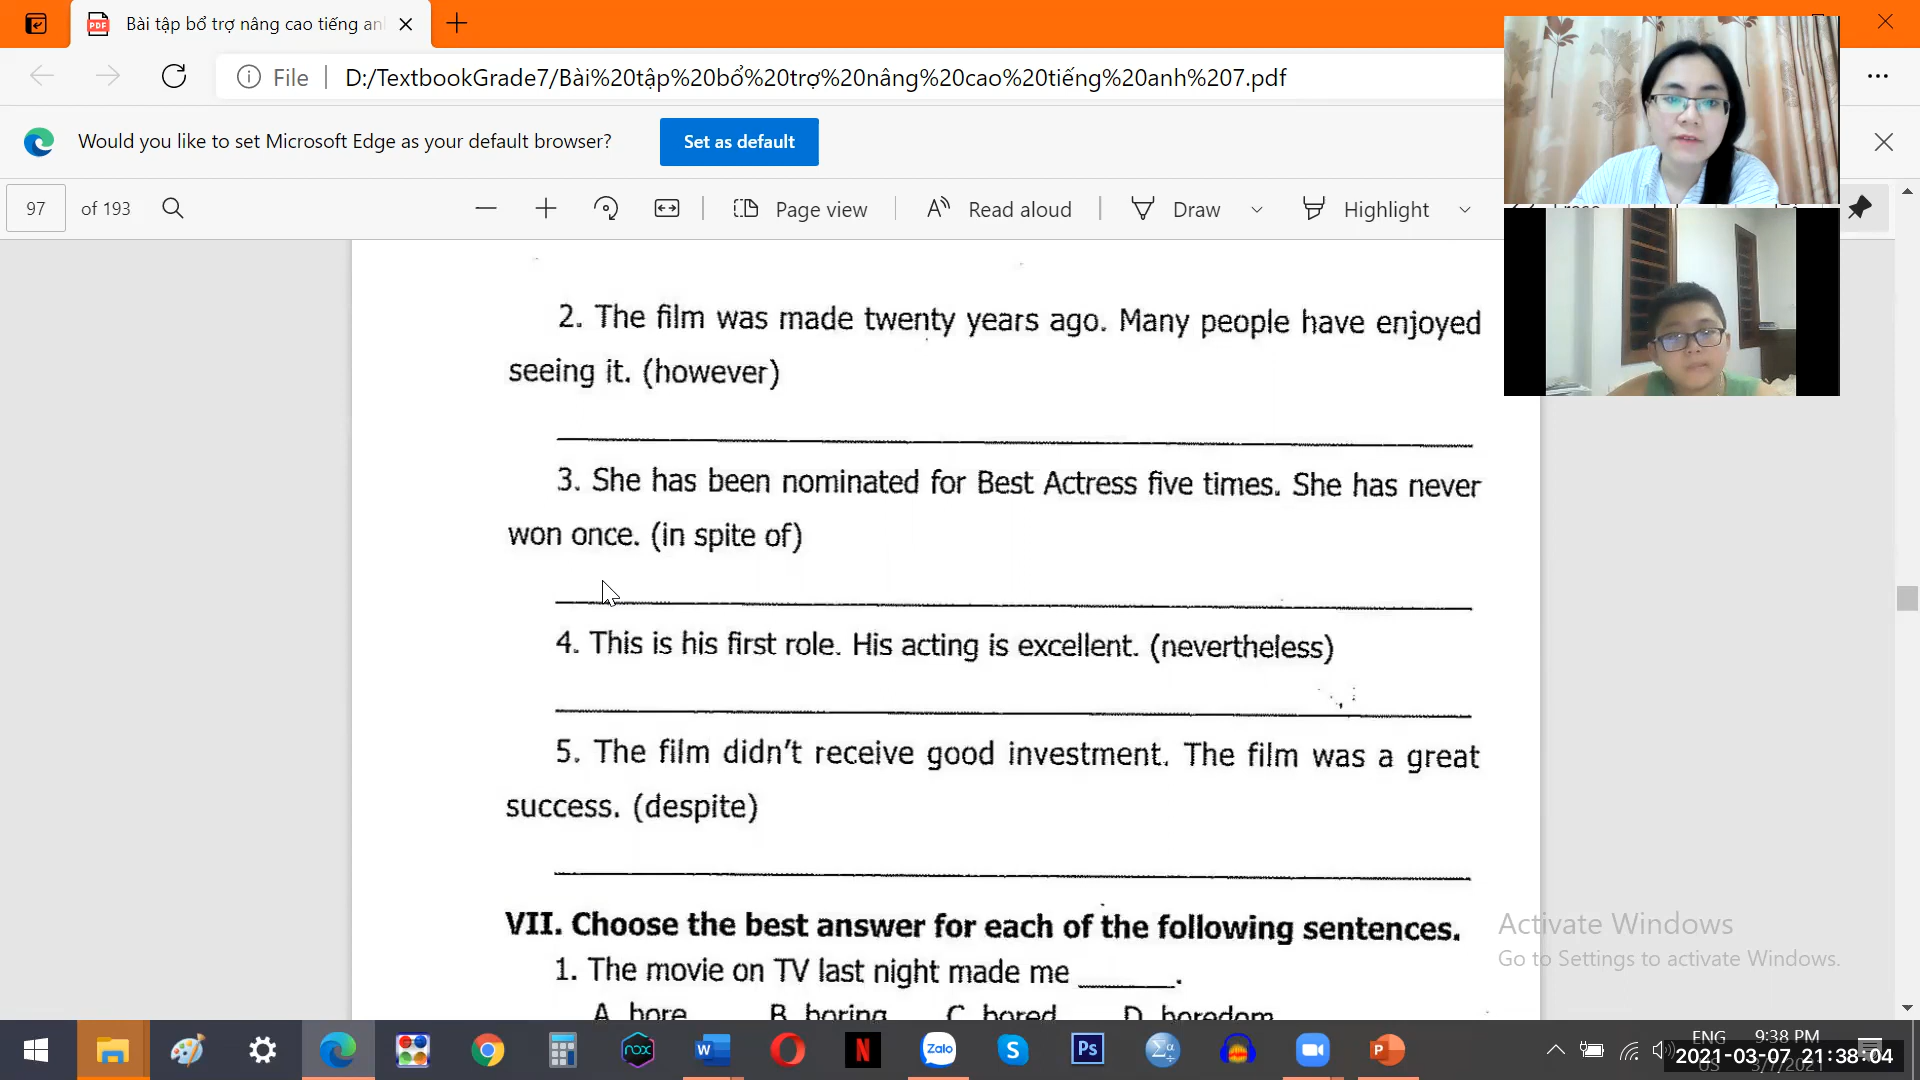 Bài tập bổ trợ nâng cao tiếng an
File
D:/TextbookGrade7/Bài%20tập%20bổ%20trợ%20nâng%20cao%20tiếng%20anh%207.pdf
Would you like to set Microsoft Edge as your default browser?
Set as default
97 of 193
Page view
Read aloud
Draw
Highlight
2. The film was made twenty years ago. Many people have enjoyed
seeing it. (however)
3. She has been nominated for Best Actress five times. She has never
won once. (in spite of)
4. This is his first role. His acting is excellent. (nevertheless)
5. The film didn't receive good investment. The film was a great
success. (despite)
VII. Choose the best answer for each of the following sentences.
1. The movie on TV last night made me ______.
A. bore B. boring C. bored D. boredom
Activate Windows
Go to Settings to activate Windows.
nox
W
N
Zalo
S
Ps
P
ENG
9:38 PM
2021-03-07 21:38:04